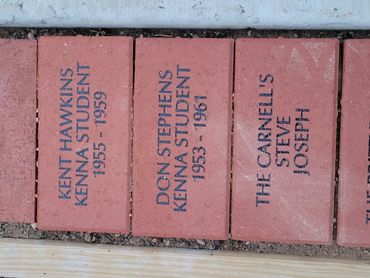 KENT HAWKINS
KENNA STUDENT
1955 - 1959
DON STEPHENS
KENNA STUDENT
1953 - 1961
THE CARNELL'S
STEVE
JOSEPH